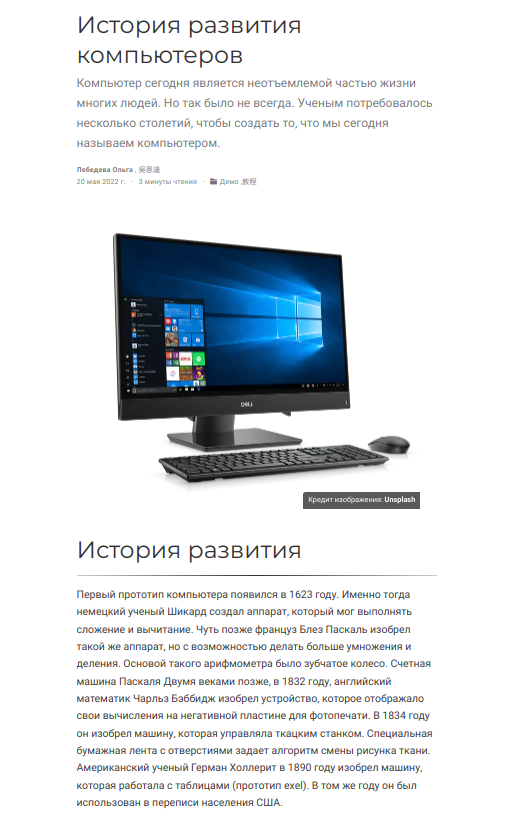 История развития
компьютеров
Компьютер сегодня является неотъемлемой частью жизни
многих людей. Но так было не всегда. Ученым потребовалось
несколько столетий, чтобы создать то, что мы сегодня
называем компьютером.
Лебедева Ольга , 吳恩達
20 мая 2022 г. · 3 минуты чтения · Демо ,教程
DELL
Кредит изображения: Unsplash
История развития
Первый прототип компьютера появился в 1623 году. Именно тогда
немецкий ученый Шикард создал аппарат, который мог выполнять
сложение и вычитание. Чуть позже француз Блез Паскаль изобрел
такой же аппарат, но с возможностью делать больше умножения и
деления. Основой такого арифмометра было зубчатое колесо. Счетная
машина Паскаля Двумя веками позже, в 1832 году, английский
математик Чарльз Бэббидж изобрел устройство, которое отображало
свои вычисления на негативной пластине для фотопечати. В 1834 году
он изобрел машину, которая управляла ткацким станком. Специальная
бумажная лента с отверстиями задает алгоритм смены рисунка ткани.
Американский ученый Герман Холлерит в 1890 году изобрел машину,
которая работала с таблицами (прототип exel). В том же году он был
использован в переписи населения США.